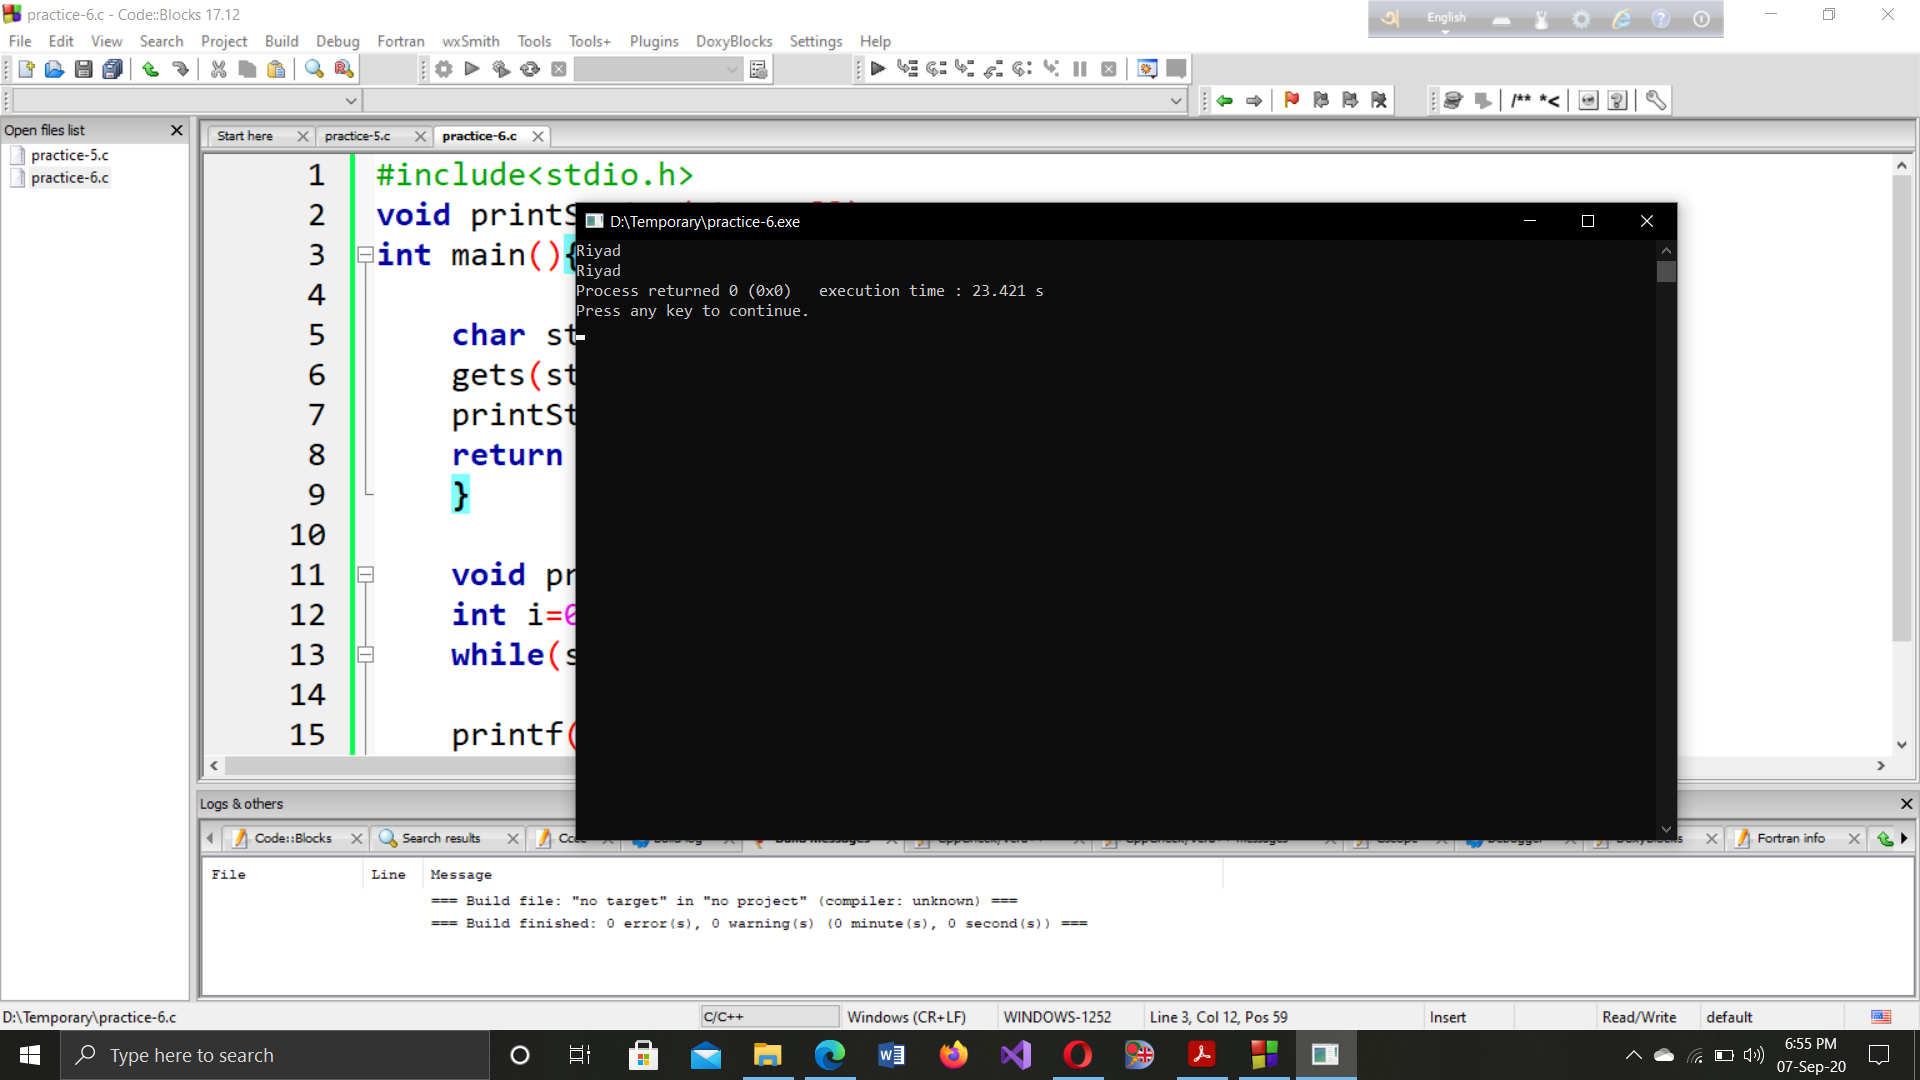 practice-6.c - Code::Blocks 17.12
English
File Edit View Search Project Build Debug Fortran wxSmith Tools Tools+ Plugins DoxyBlocks Settings Help
/** *<
Open files list
Start here practice-5.c practice-6.c
practice-5.c
practice-6.c
1 #include<stdio.h>
2 void printS
3 int main(){
4
5 char st
6 gets(st
7 printSt
8 return
9 }
10
11 void pr
12 int i=0
13 while(s
14
15 printf(
D:\Temporary\practice-6.exe
Riyad
Riyad
Process returned 0 (0x0) execution time : 23.421 s
Press any key to continue.
Logs & others
Code::Blocks Search results Fortran info
File Line Message
=== Build file: "no target" in "no project" (compiler: unknown) ===
=== Build finished: 0 error(s), 0 warning(s) (0 minute(s), 0 second(s)) ===
D:\Temporary\practice-6.c C/C++ Windows (CR+LF) WINDOWS-1252 Line 3, Col 12, Pos 59 Insert Read/Write default
Type here to search
6:55 PM
07-Sep-20